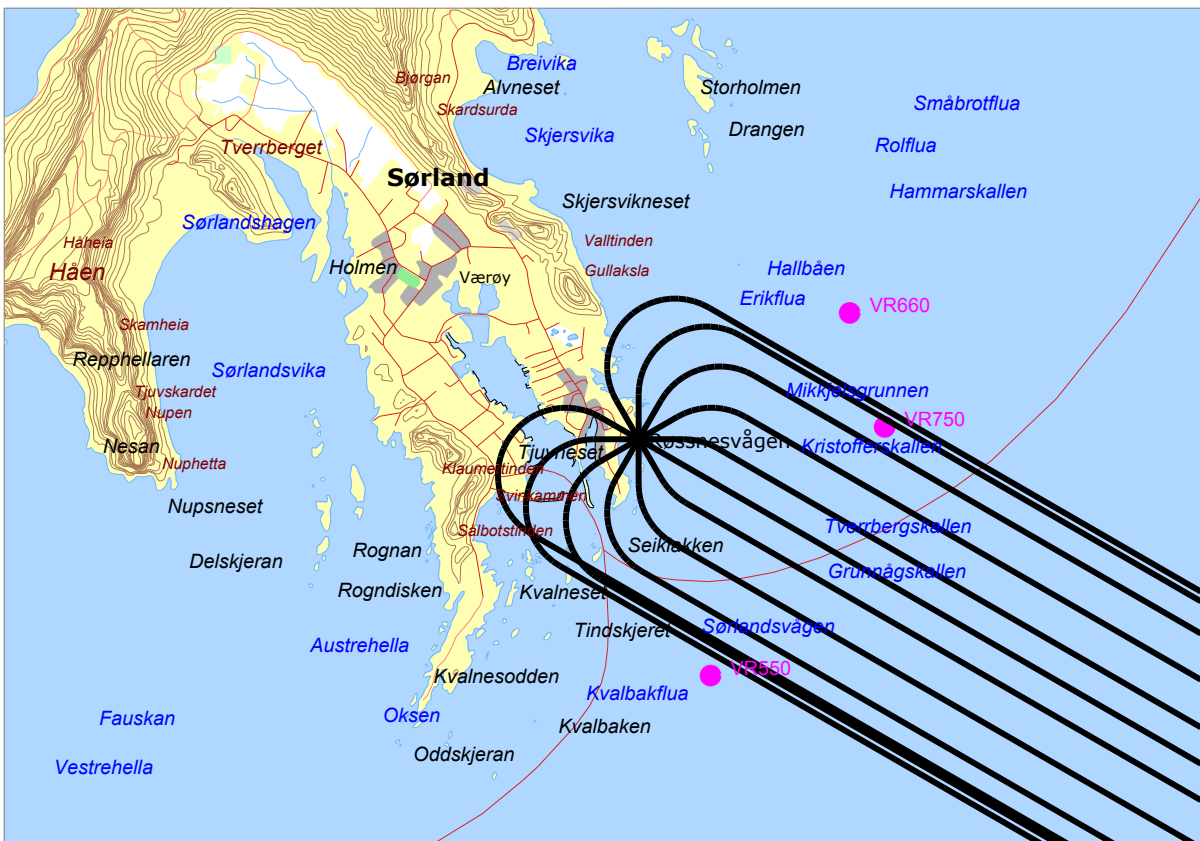 Breivika
Bjørgan
Alvneset
Storholmen
Småbrotflua
Skardsurda
Drangen
Skjersvika
Rolflua
Tverrberget
Sørland
Hammarskallen
Skjersvikneset
Sørlandshagen
Håheia
Valltinden
Håen
Holmen
Værøy
Gullaksla
Hallbåen
Erikflua
VR660
Skamheia
Repphellaren
Sørlandsvika
Tjuvskardet
Mikkjelsgrunnen
Nupen
VR750
Nesan
Tjuvneset
Røssnesvågen
Kristofferskallen
Nuphetta
Klaumertinden
Svinkammen
Nupsneset
Sålbotstinden
Tverrbergskallen
Rognan
Seiklakken
Delskjeran
Grunnågskallen
Rogndisken
Kvalneset
Tindskjeret
Sørlandsvågen
Austrehella
VR550
Kvalnesodden
Kvalbakflua
Fauskan
Oksen
Kvalbaken
Oddskjeran
Vestrehella